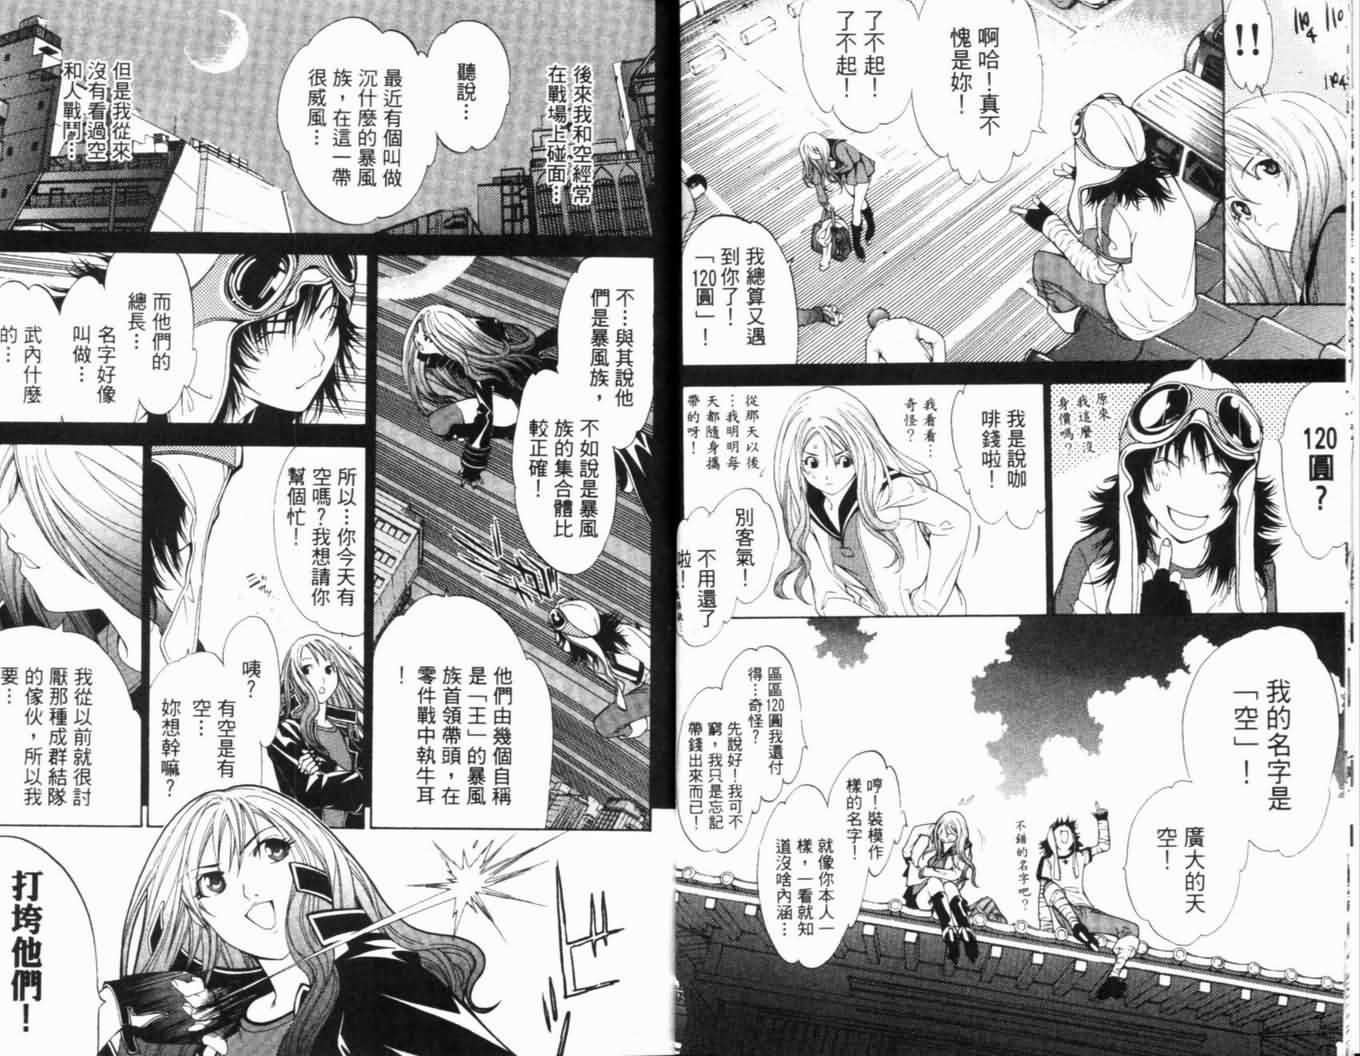 !!
啊哈！真不
愧是妳！
了不起！
了不起！
我總算又遇
到你了！
「120圓」！
120
圓？
原來
我這麼沒
身價嗎？
我是說咖
啡錢啦！
我看看…
奇怪？
從那天以後
…我明明每
天都隨身攜
帶的呀！
別客氣！
不用還了
啦！
我的名字是
「空」！
廣大的天
空！
不錯的名字吧？
哼！裝模作
樣的名字！
就像你本人一
樣，一看就知
道沒啥內涵…
區區120圓我還付
得…奇怪？
先說好！我可不
窮，我只是忘記
帶錢出來而已！
後來我和空經常
在戰場上碰面…
聽說…
最近有個叫做
沉什麼的暴風
族，在這一帶
很威風…
但是我從來
沒有看過空
和人戰鬥…
不…與其說他
們是暴風族，
不如說是暴風
族的集合體比
較正確！
他們由幾個自稱
是「王」的暴風
族首領帶頭，在
零件戰中執牛耳
！
而他們的
總長…
名字好像
叫做…
武內什麼
的…
所以…你今天有
空嗎？我想請你
幫個忙！
咦？
有空是有
空…
妳想幹嘛？
我從以前就很討
厭那種成群結隊
的傢伙，所以我
要…
打垮他們！